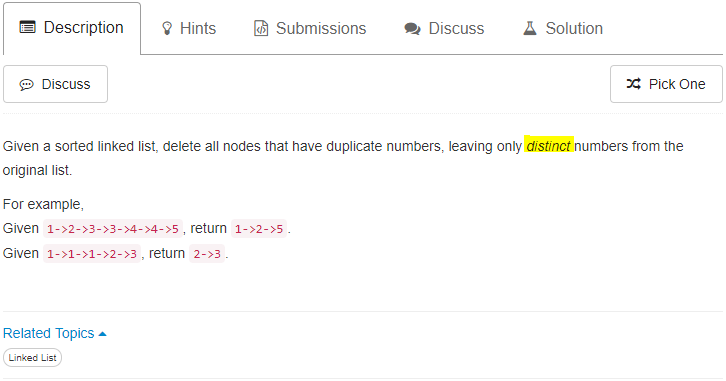 Description Hints Submissions Discuss Solution
Discuss Pick One
Given a sorted linked list, delete all nodes that have duplicate numbers, leaving only distinct numbers from the
original list.
For example,
Given 1->2->3->3->4->4->5 , return 1->2->5 .
Given 1->1->1->2->3 , return 2->3 .
Related Topics
Linked List